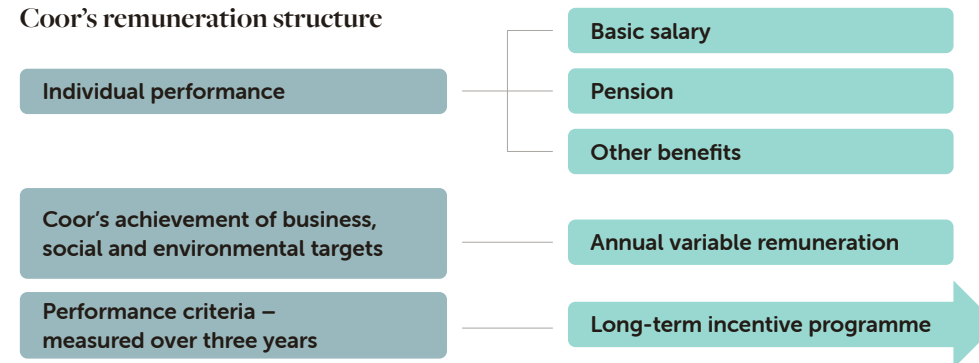 Coor’s remuneration structure
Individual performance
Basic salary
Pension
Other benefits
Coor’s achievement of business,
social and environmental targets
Annual variable remuneration
Performance criteria –
measured over three years
Long-term incentive programme